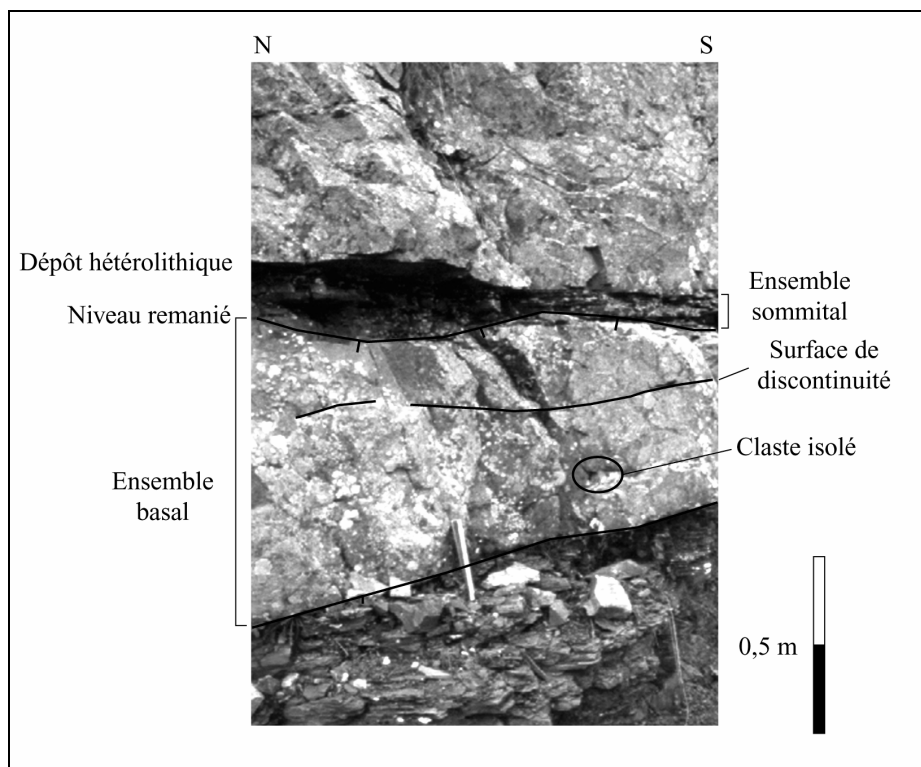 N
S
Dépôt hétérolithique
Niveau remanié
Ensemble
sommital
Surface de
discontinuité
Claste isolé
Ensemble
basal
0,5 m